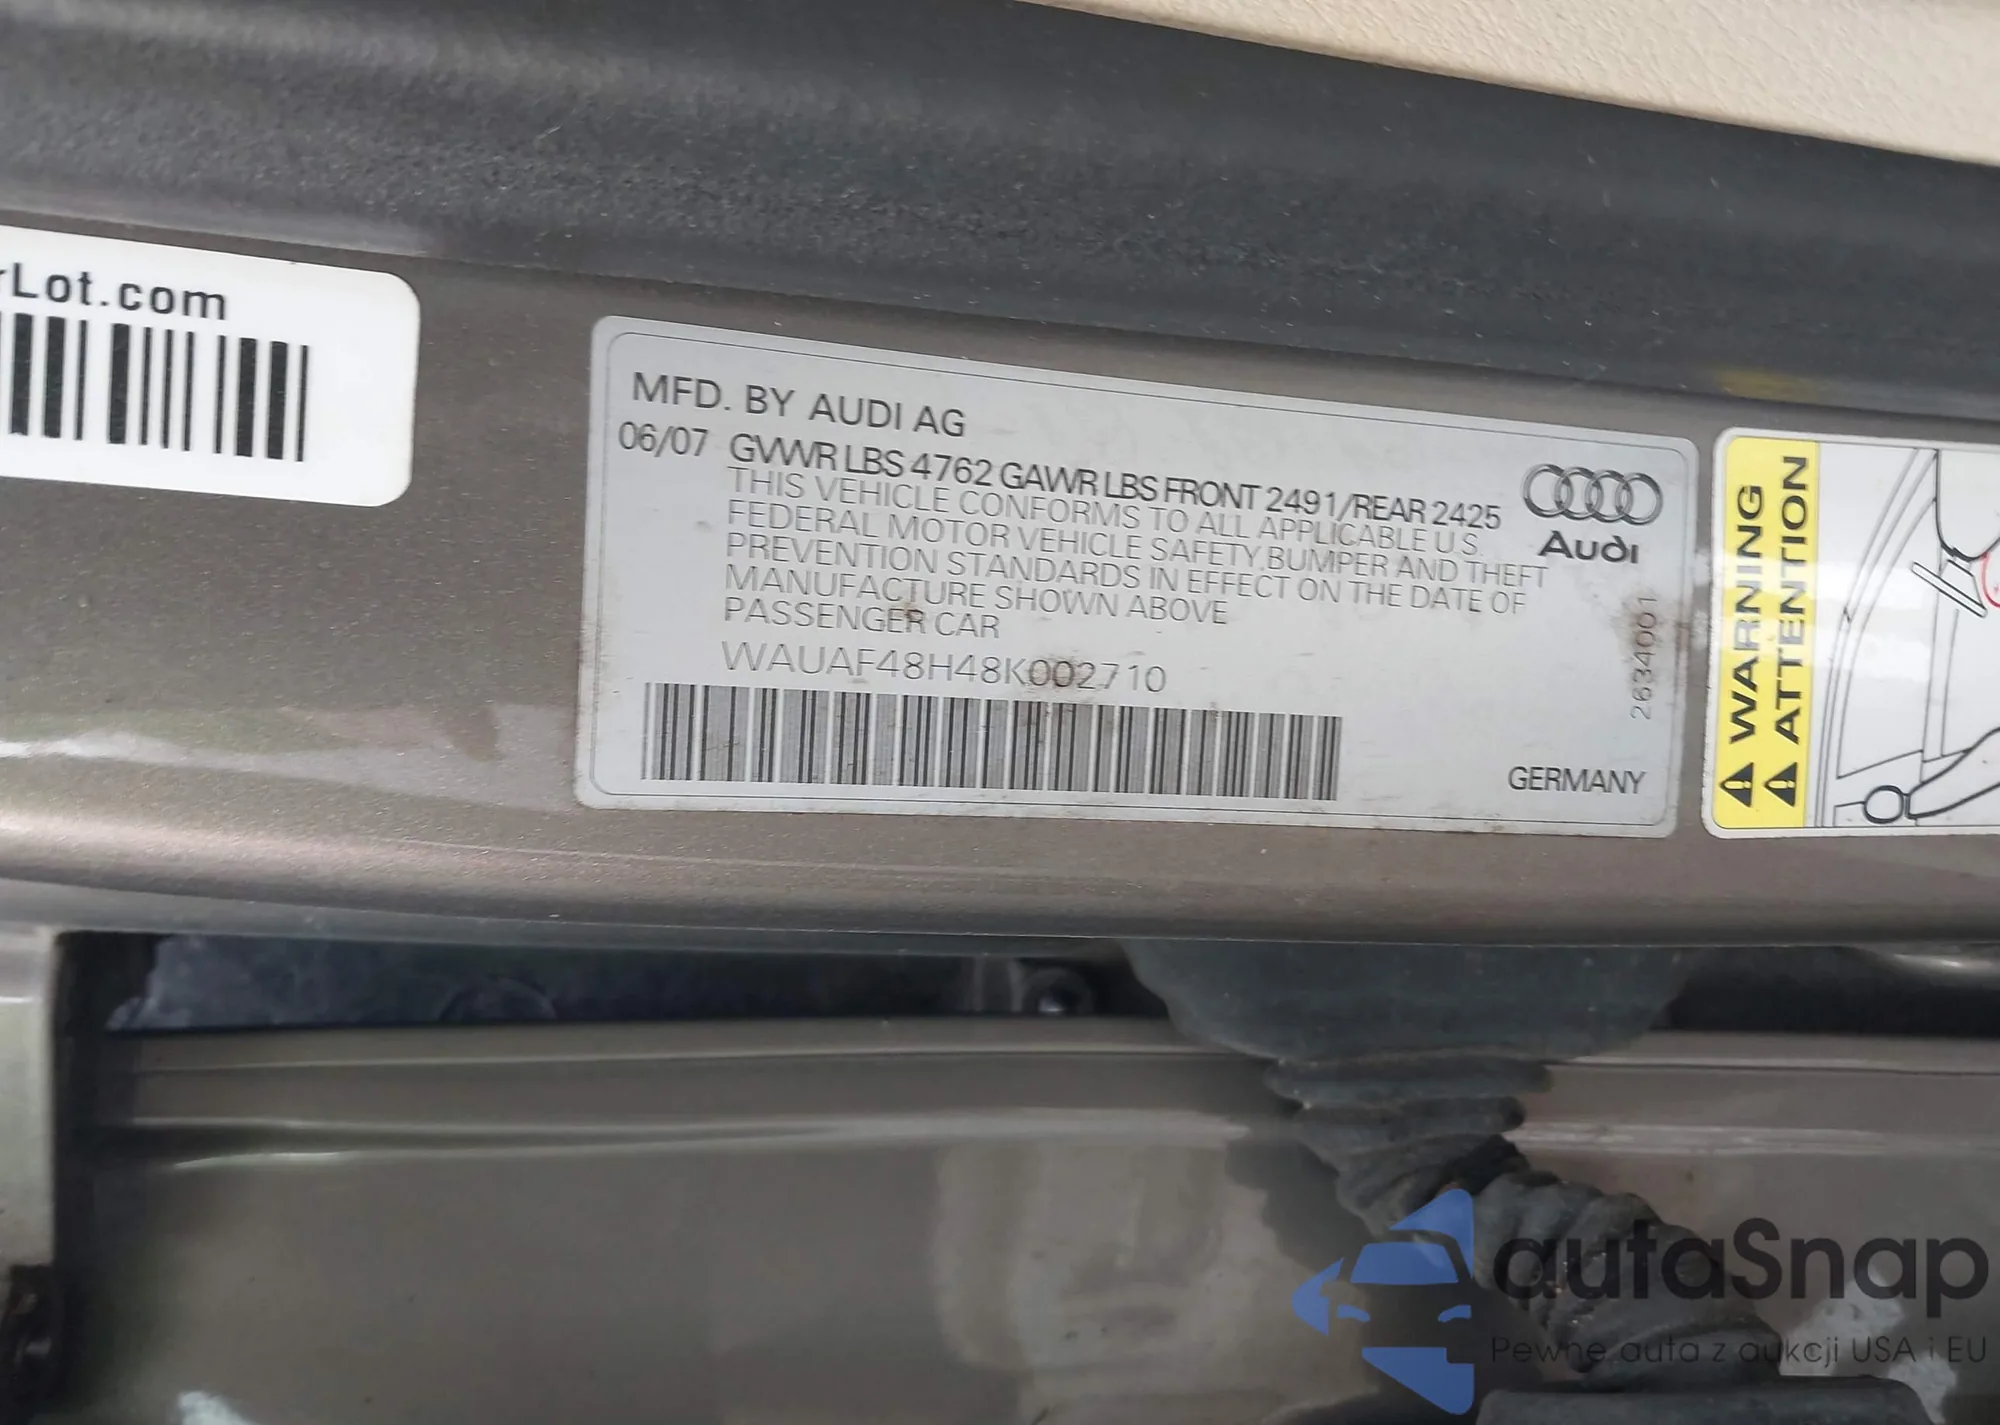 rLot.com
MFD. BY AUDI AG
06/07 GVWR LBS 4762 GAWR LBS FRONT 2491/REAR 2425
THIS VEHICLE CONFORMS TO ALL APPLICABLE U.S.
FEDERAL MOTOR VEHICLE SAFETY,BUMPER AND THEFT
PREVENTION STANDARDS IN EFFECT ON THE DATE OF
MANUFACTURE SHOWN ABOVE
PASSENGER CAR
WAUAF48H48K002710
Audi
2634001
GERMANY
WARNING
ATTENTION
autaSnap
Pewne auta z aukcji USA i EU